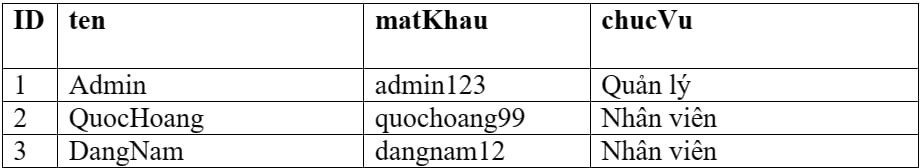 ID ten matKhau chucVu
1 Admin admin123 Quản lý
2 QuocHoang quochoang99 Nhân viên
3 DangNam dangnam12 Nhân viên